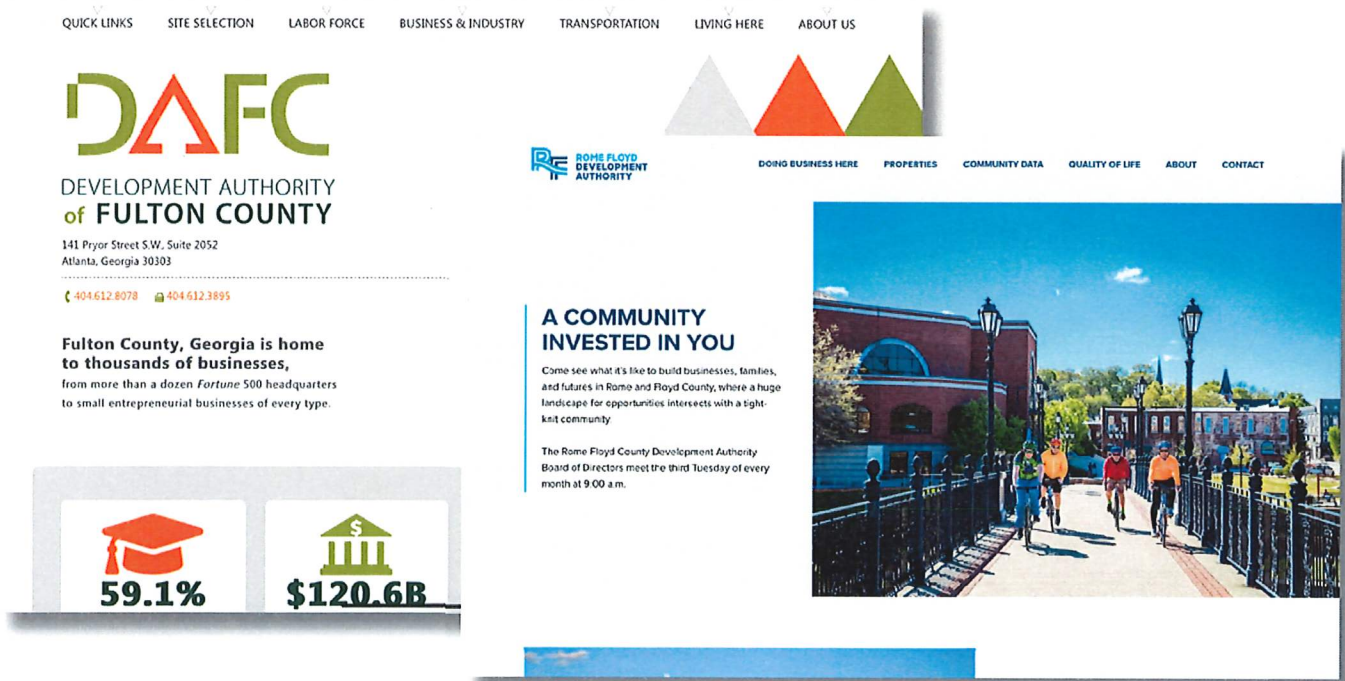 QUICK LINKS SITE SELECTION LABOR FORCE BUSINESS & INDUSTRY TRANSPORTATION LIVING HERE ABOUT US
DAFC
DEVELOPMENT AUTHORITY
of FULTON COUNTY
141 Pryor Street S.W., Suite 2052
Atlanta, Georgia 30303
404.612.8078 404.612.3895
Fulton County, Georgia is home
to thousands of businesses,
from more than a dozen Fortune 500 headquarters
to small entrepreneurial businesses of every type.
59.1% $120.6B
$
RF
ROME FLOYD
DEVELOPMENT
AUTHORITY
DOING BUSINESS HERE PROPERTIES COMMUNITY DATA QUALITY OF LIFE ABOUT CONTACT
A COMMUNITY
INVESTED IN YOU
Come see what it's like to build businesses, families,
and futures in Rome and Floyd County, where a huge
landscape for opportunities intersects with a tight-
knit community
The Rome Floyd County Development Authority
Board of Directors meet the third Tuesday of every
month at 9:00 a.m.